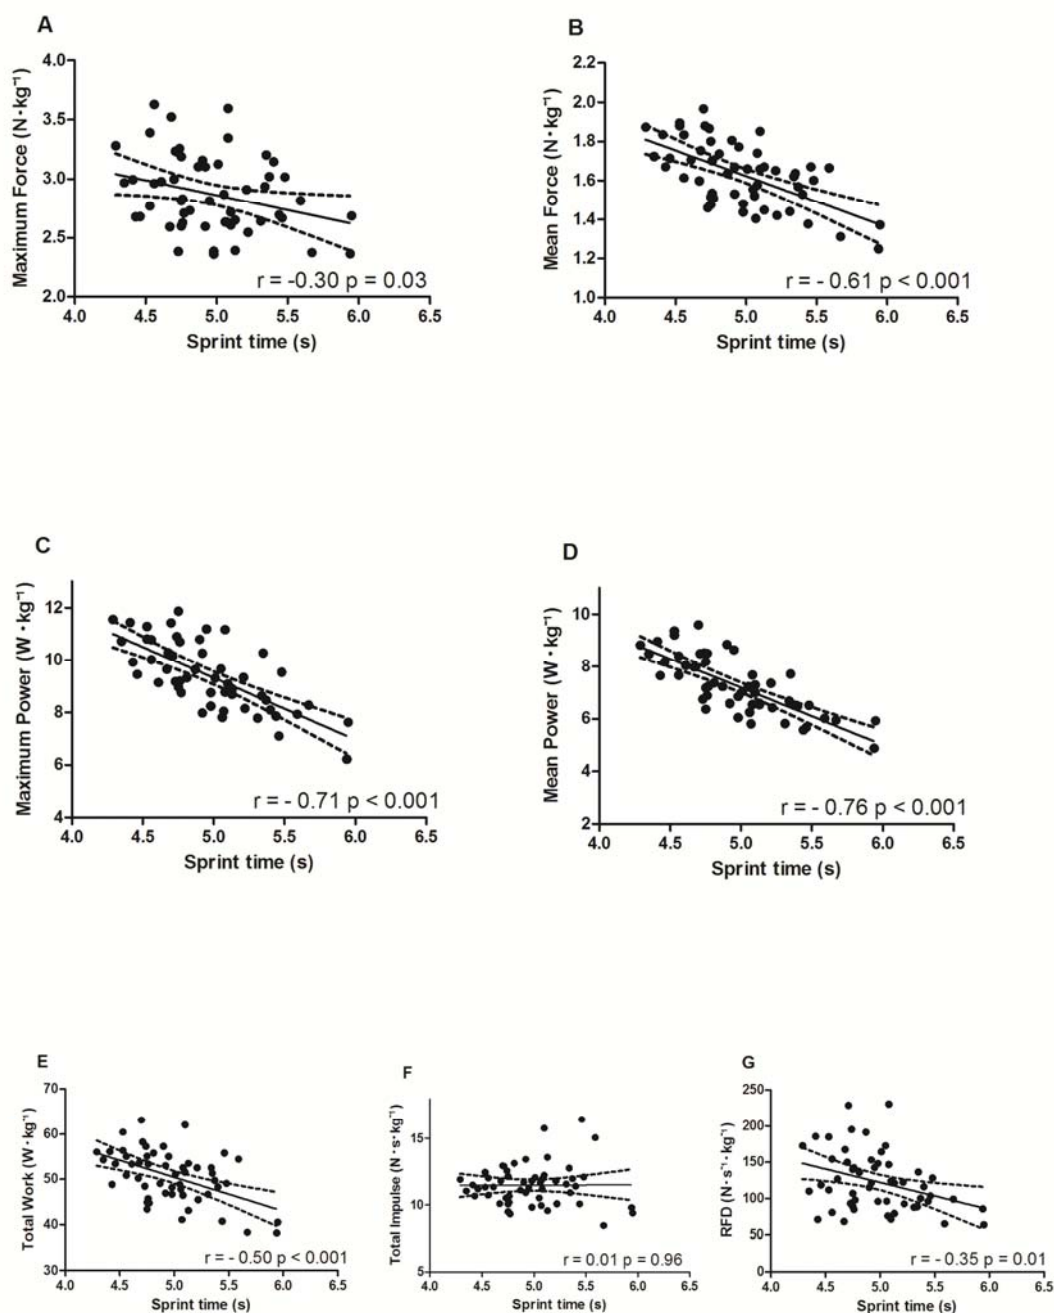 A
4.0
3.5
3.0
2.5
2.0
Maximum Force (N·kg⁻¹)
r = -0.30 p = 0.03
4.0 4.5 5.0 5.5 6.0 6.5
Sprint time (s)
B
2.2
2.0
1.8
1.6
1.4
1.2
1.0
Mean Force (N·kg⁻¹)
r = - 0.61 p < 0.001
4.0 4.5 5.0 5.5 6.0 6.5
Sprint time (s)
C
12
10
8
6
4
Maximum Power (W·kg⁻¹)
r = - 0.71 p < 0.001
4.0 4.5 5.0 5.5 6.0 6.5
Sprint time (s)
D
10
8
6
4
2
Mean Power (W·kg⁻¹)
r = - 0.76 p < 0.001
4.0 4.5 5.0 5.5 6.0 6.5
Sprint time (s)
E
70
60
50
40
30
Total Work (W·kg⁻¹)
r = - 0.50 p < 0.001
4.0 4.5 5.0 5.5 6.0 6.5
Sprint time (s)
F
15
10
5
Total Impulse (N·s·kg⁻¹)
r = 0.01 p = 0.96
4.0 4.5 5.0 5.5 6.0 6.5
Sprint time (s)
G
250
200
150
100
50
0
RFD (N·s⁻¹·kg⁻¹)
r = - 0.35 p = 0.01
4.0 4.5 5.0 5.5 6.0 6.5
Sprint time (s)